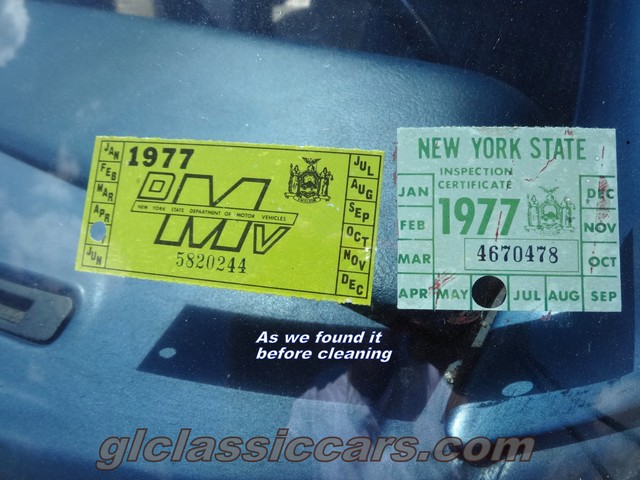 JAN
FEB
MAR
APR
JUN
1977
DMV
NEW YORK STATE DEPARTMENT OF MOTOR VEHICLES
5820244
JUL
AUG
SEP
OCT
NOV
DEC
NEW YORK STATE
INSPECTION
CERTIFICATE
1977
4670478
JAN
FEB
MAR
APR
MAY
JUL
AUG
SEP
OCT
NOV
DEC
As we found it
before cleaning
glclassiccars.com